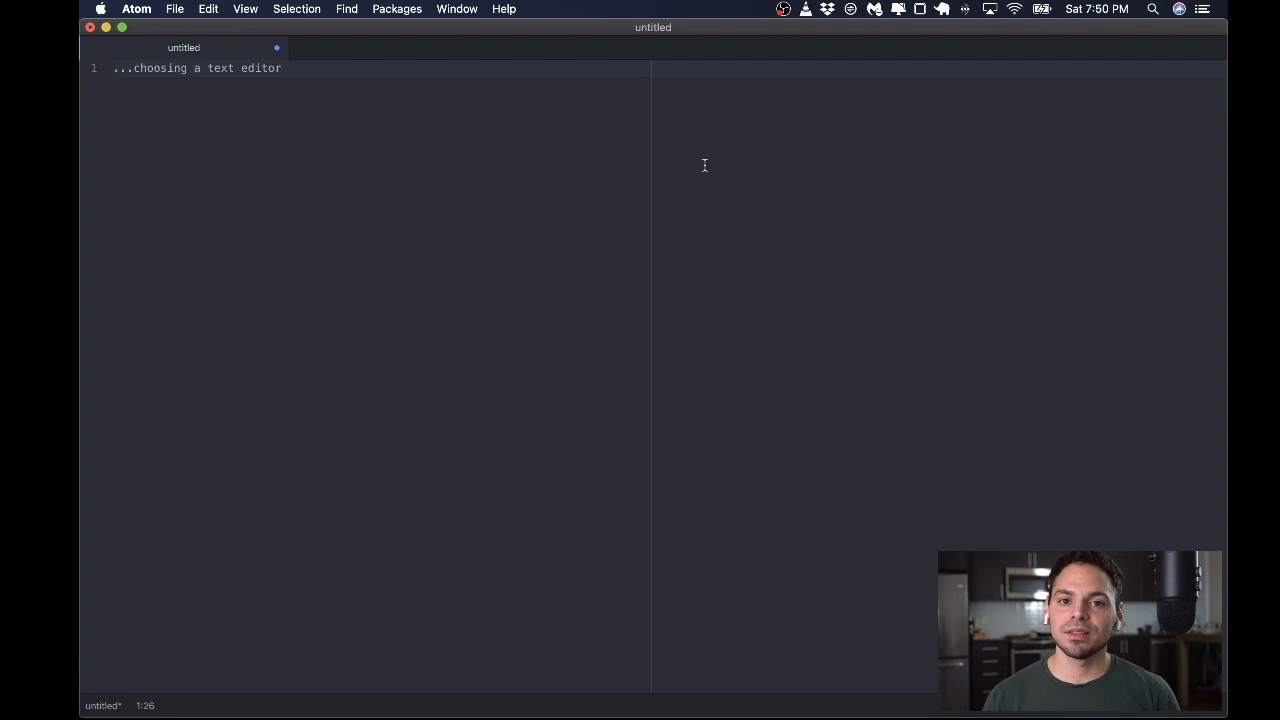 Atom File Edit View Selection Find Packages Window Help Sat 7:50 PM
untitled
untitled
1 ...choosing a text editor
untitled* 1:26